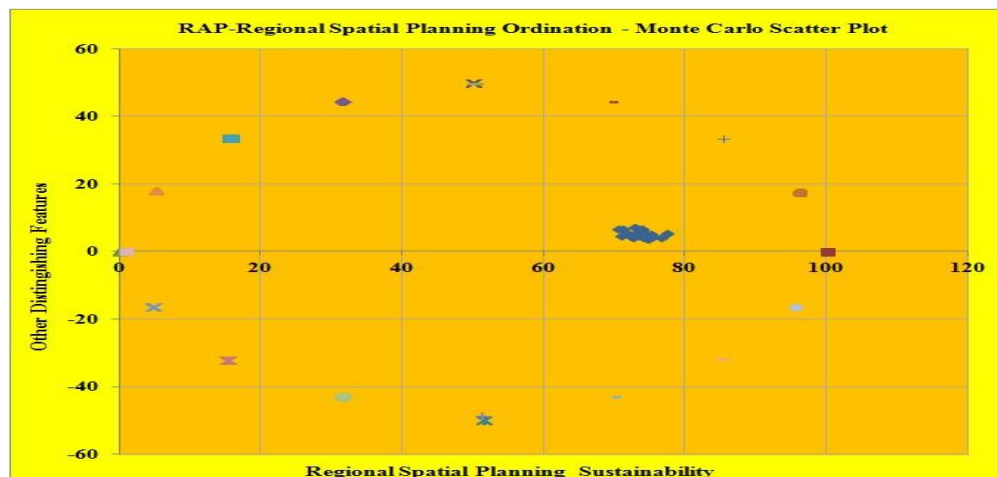 RAP-Regional Spatial Planning Ordination - Monte Carlo Scatter Plot
60
40
20
0
-20
-40
-60
0 20 40 60 80 100 120
Other Distingishing Features
Regional Spatial Planning Sustainability